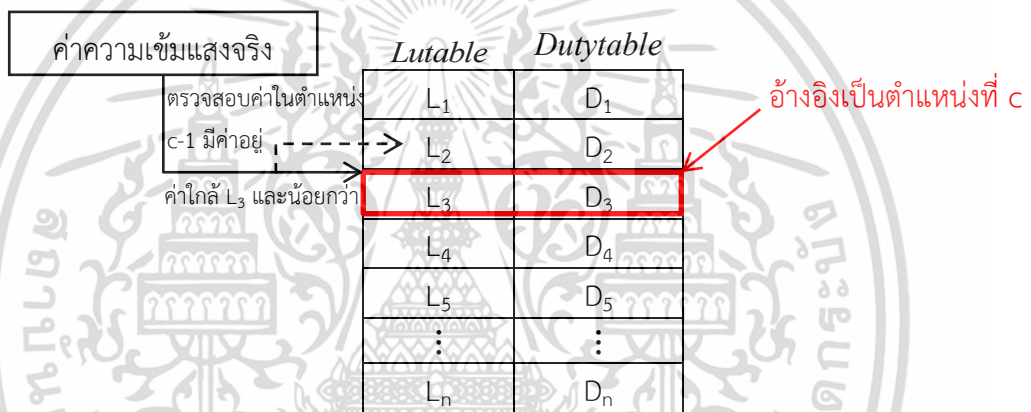 ค่าความเข้มแสงจริง
Lutable Dutytable
ตรวจสอบค่าในตำแหน่ง
c-1 มีค่าอยู่
ค่าใกล้ L₃ และน้อยกว่า
อ้างอิงเป็นตำแหน่งที่ c
L₁ D₁
L₂ D₂
L₃ D₃
L₄ D₄
L₅ D₅
⋮ ⋮
Lₙ Dₙ